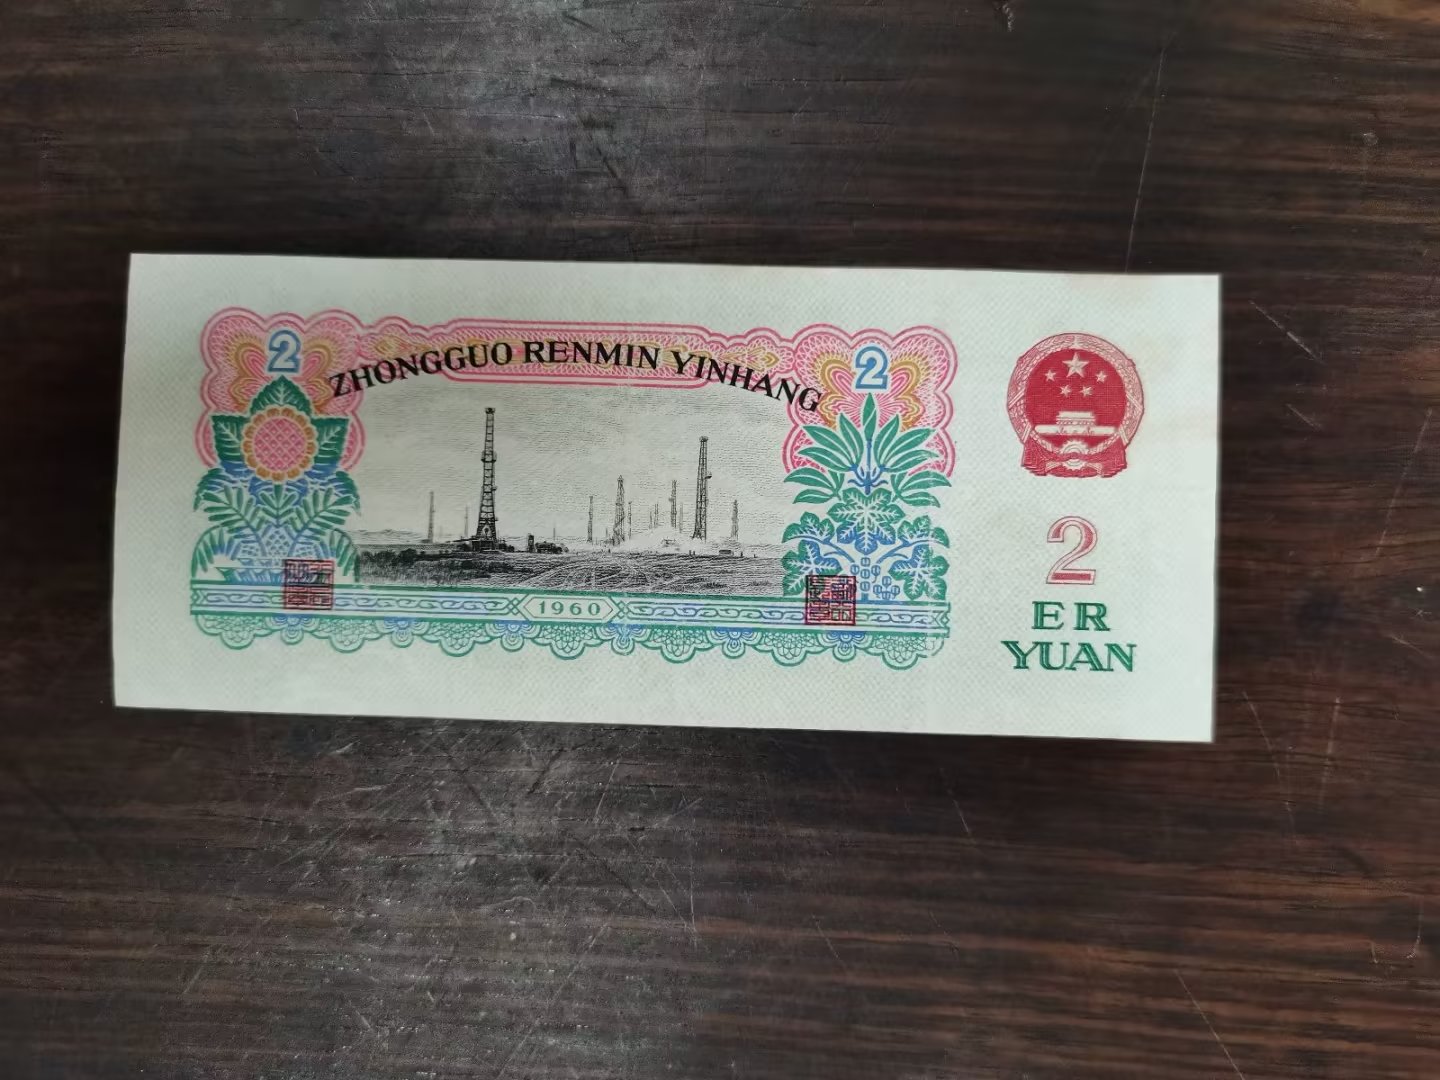 2
ZHONGGUO RENMIN YINHANG
2
1960
2
ER
YUAN